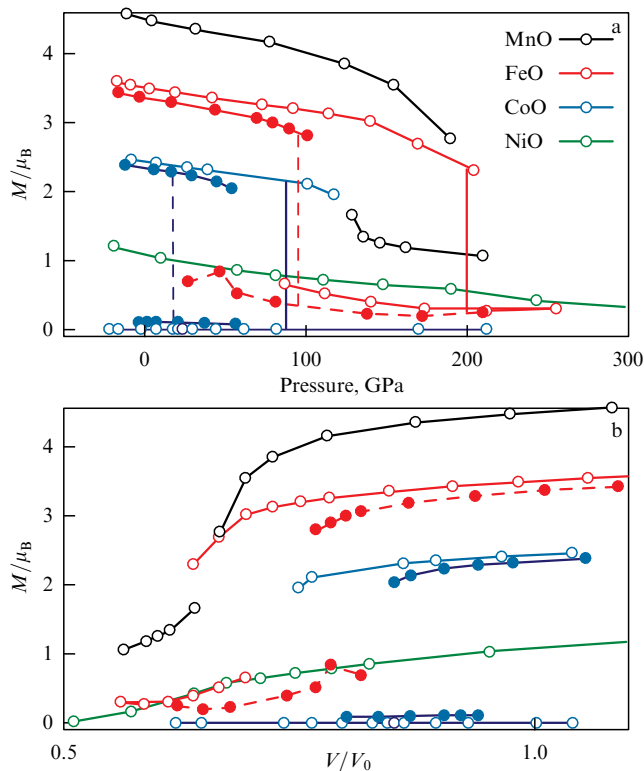 a
4
3
2
1
0
M/μB
MnO
FeO
CoO
NiO
0 100 200 300
Pressure, GPa
b
4
3
2
1
0
M/μB
0.5 1.0
V/V0